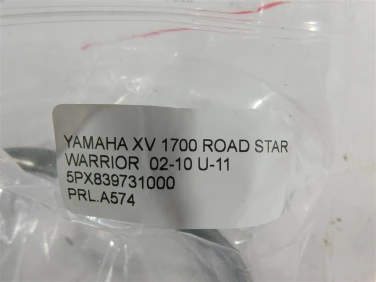 YAMAHA XV 1700 ROAD STAR
WARRIOR 02-10 U-11
5PX839731000
PRL.A574